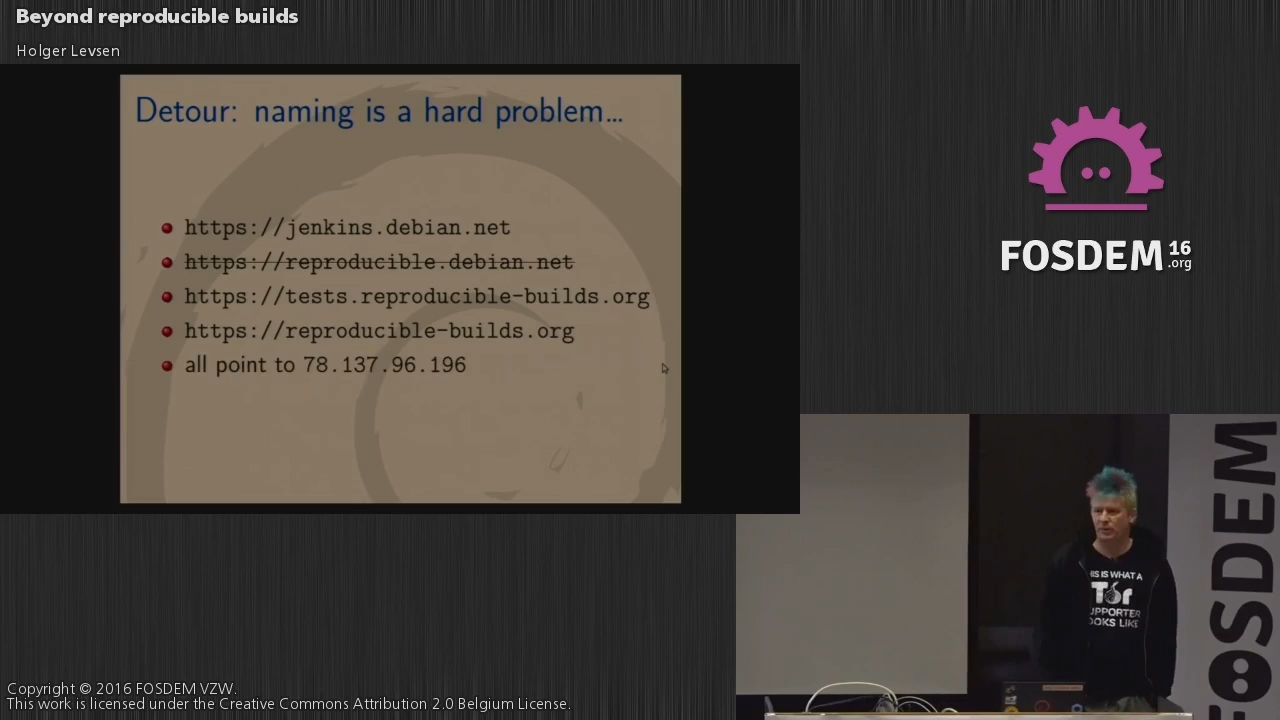 Beyond reproducible builds
Holger Levsen
Detour: naming is a hard problem...
https://jenkins.debian.net
https://reproducible.debian.net
https://tests.reproducible-builds.org
https://reproducible-builds.org
all point to 78.137.96.196
FOSDEM 16 .org
HIS IS WHAT A
Tor
UPPORTER
OOKS LIKE
FOSDEM
Copyright © 2016 FOSDEM VZW.
This work is licensed under the Creative Commons Attribution 2.0 Belgium License.